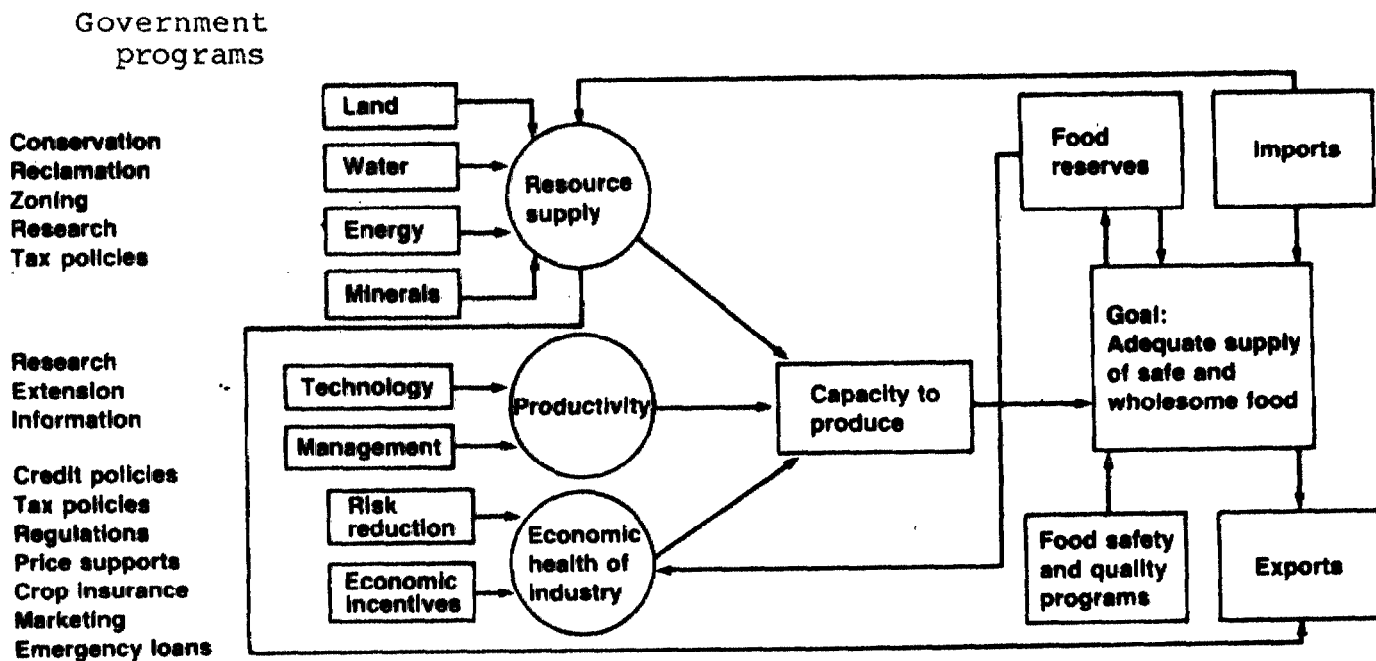 Government
programs
Conservation
Reclamation
Zoning
Research
Tax policies
Research
Extension
Information
Credit policies
Tax policies
Regulations
Price supports
Crop insurance
Marketing
Emergency loans
Land
Water
Energy
Minerals
Resource
supply
Technology
Management
Productivity
Risk
reduction
Economic
incentives
Economic
health of
industry
Capacity to
produce
Food
reserves
Imports
Goal:
Adequate supply
of safe and
wholesome food
Food safety
and quality
programs
Exports